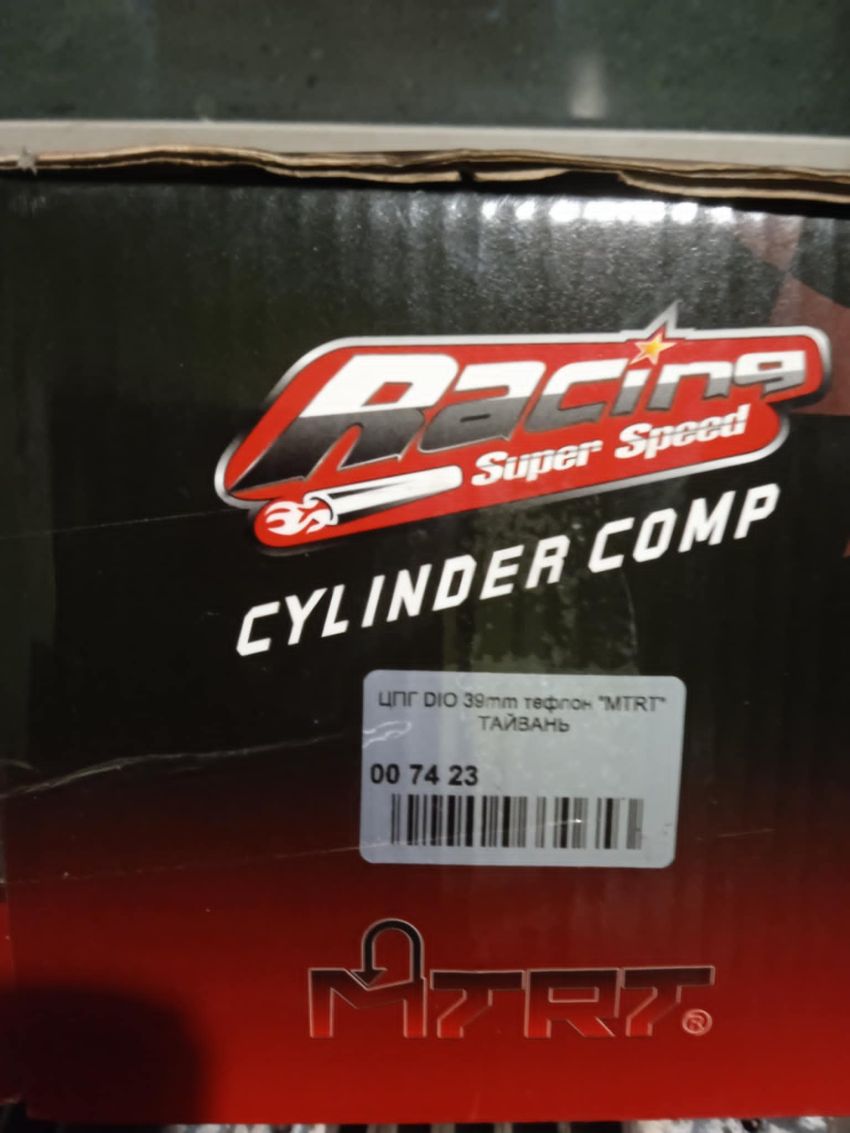 Racing
Super Speed
CYLINDER COMP
ЦПГ DIO 39mm тефлон "MTRT"
ТАЙВАНЬ
00 74 23
MTRT®